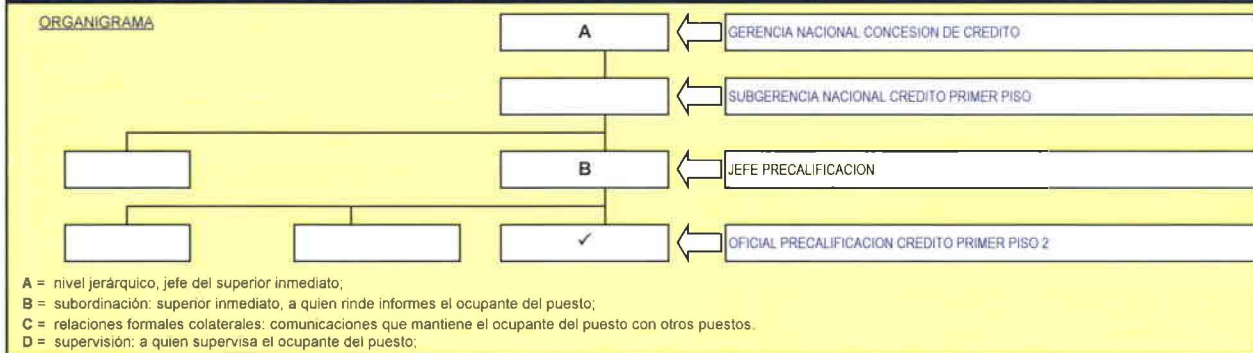 ORGANIGRAMA
A GERENCIA NACIONAL CONCESION DE CREDITO
SUBGERENCIA NACIONAL CREDITO PRIMER PISO
B JEFE PRECALIFICACION
✓ OFICIAL PRECALIFICACION CREDITO PRIMER PISO 2
A = nivel jerárquico, jefe del superior inmediato;
B = subordinación: superior inmediato, a quien rinde informes el ocupante del puesto;
C = relaciones formales colaterales: comunicaciones que mantiene el ocupante del puesto con otros puestos.
D = supervisión: a quien supervisa el ocupante del puesto;